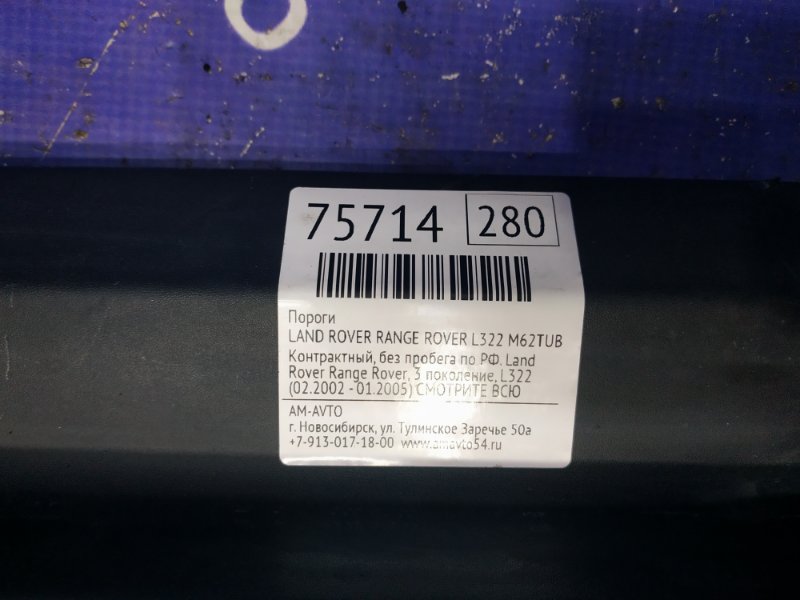 75714 280
Пороги
LAND ROVER RANGE ROVER L322 M62TUB
Контрактный, без пробега по РФ. Land
Rover Range Rover, 3 поколение, L322
(02.2002 - 01.2005) СМОТРИТЕ ВСЮ
АМ-АVТО
г. Новосибирск, ул. Тулинское Заречье 50а
+7-913-017-18-00 www.amavto54.ru